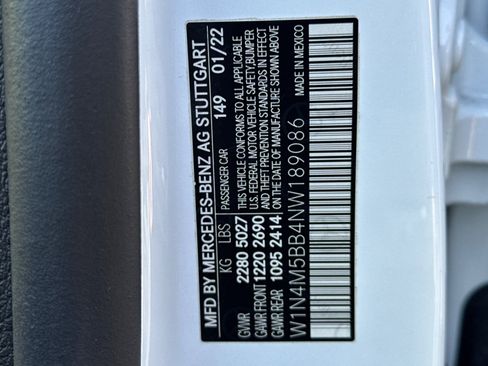 MFD BY MERCEDES-BENZ AG STUTTGART
PASSENGER CAR 149 01/22
KG LBS
GVWR 2280 5027
GAWR FRONT 1220 2690
GAWR REAR 1095 2414
THIS VEHICLE CONFORMS TO ALL APPLICABLE
U.S. FEDERAL MOTOR VEHICLE SAFETY, BUMPER
AND THEFT PREVENTION STANDARDS IN EFFECT
ON THE DATE OF MANUFACTURE SHOWN ABOVE
W1N4M5BB4NW189086 MADE IN MEXICO